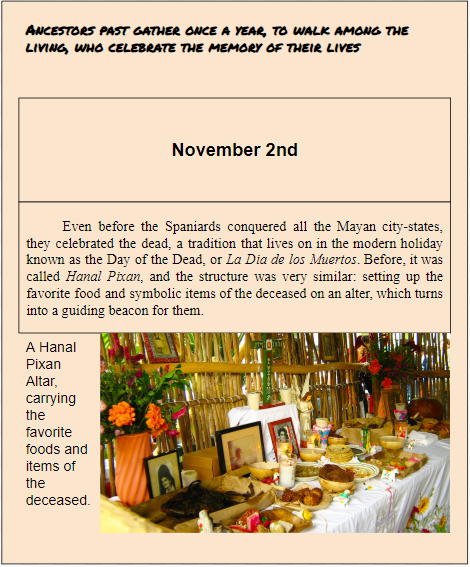 Ancestors past gather once a year, to walk among the
living, who celebrate the memory of their lives
November 2nd
Even before the Spaniards conquered all the Mayan city-states,
they celebrated the dead, a tradition that lives on in the modern holiday
known as the Day of the Dead, or La Dia de los Muertos. Before, it was
called Hanal Pixan, and the structure was very similar: setting up the
favorite food and symbolic items of the deceased on an alter, which turns
into a guiding beacon for them.
A Hanal
Pixan
Altar,
carrying
the
favorite
foods and
items of
the
deceased.